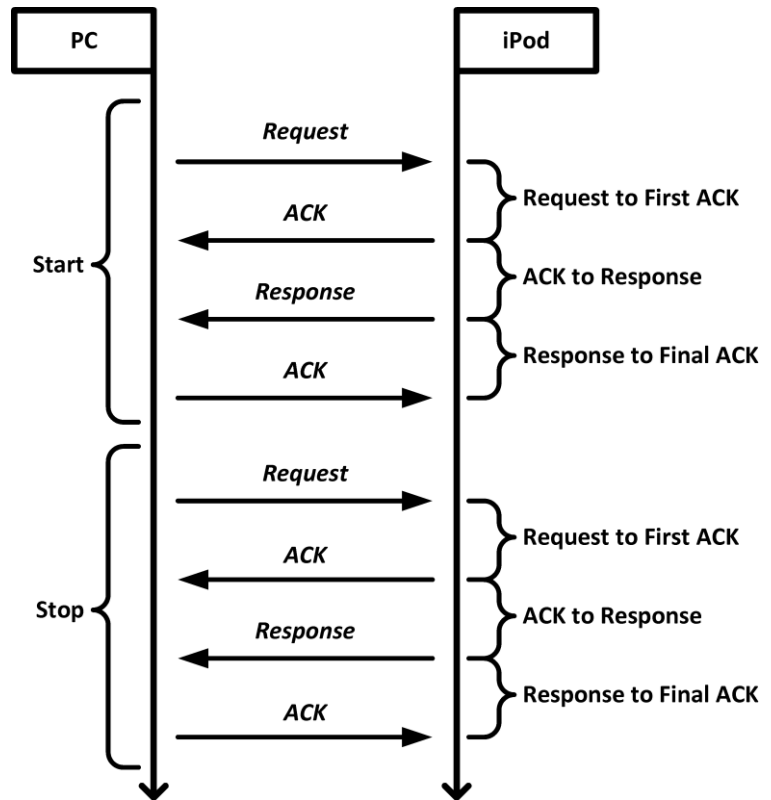 PC
iPod
Request
Request to First ACK
ACK
Start
ACK to Response
Response
Response to Final ACK
ACK
Request
Request to First ACK
ACK
Stop
ACK to Response
Response
Response to Final ACK
ACK